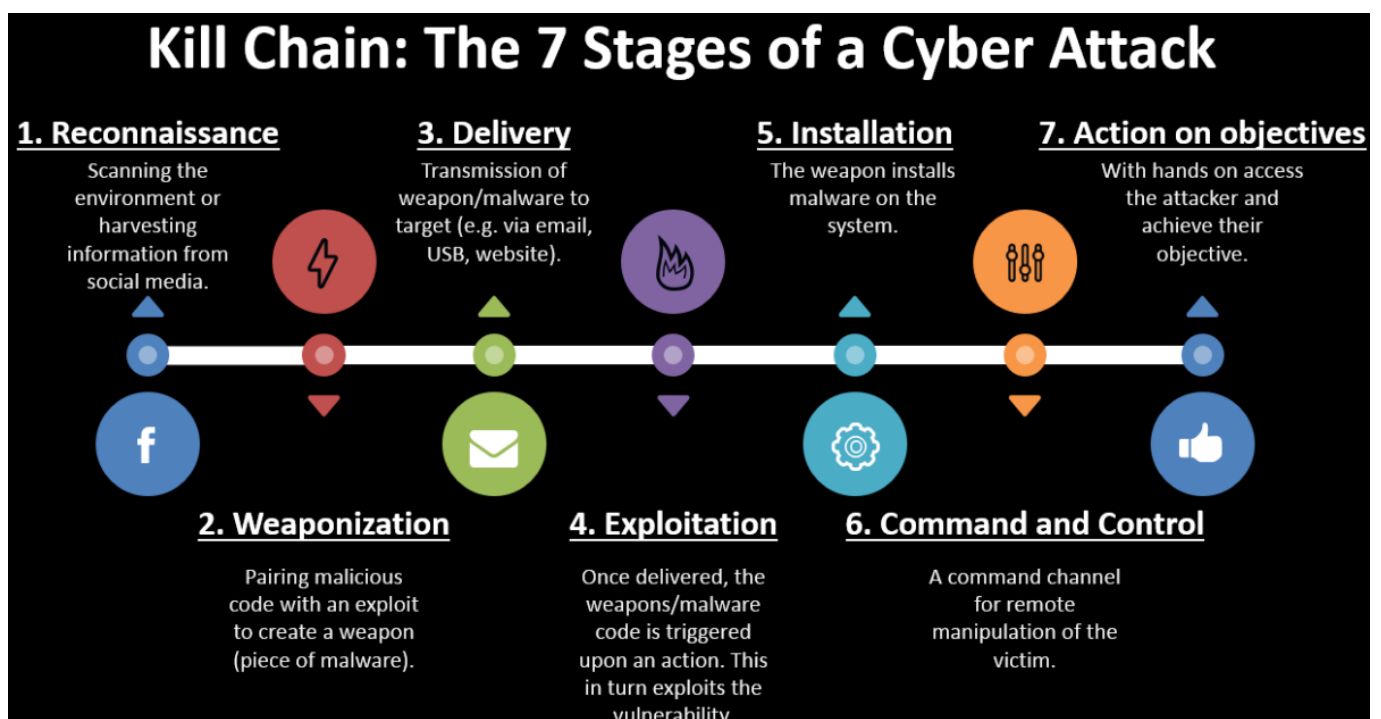 Kill Chain: The 7 Stages of a Cyber Attack
1. Reconnaissance
Scanning the
environment or
harvesting
information from
social media.
2. Weaponization
Pairing malicious
code with an exploit
to create a weapon
(piece of malware).
3. Delivery
Transmission of
weapon/malware to
target (e.g. via email,
USB, website).
4. Exploitation
Once delivered, the
weapons/malware
code is triggered
upon an action. This
in turn exploits the
vulnerability
5. Installation
The weapon installs
malware on the
system.
6. Command and Control
A command channel
for remote
manipulation of the
victim.
7. Action on objectives
With hands on access
the attacker and
achieve their
objective.
f